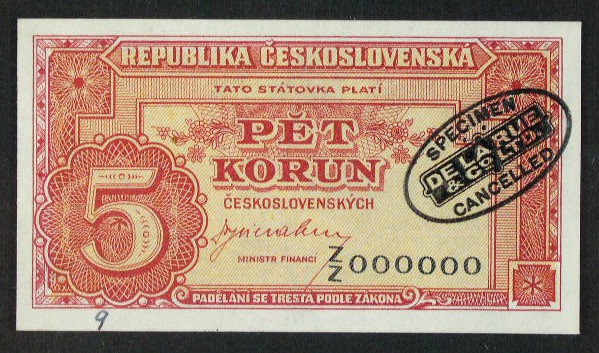 REPUBLIKA ČESKOSLOVENSKÁ
TATO STÁTOVKA PLATÍ
PĚT
KORUN
ČESKOSLOVENSKÝCH
5
MINISTR FINANCÍ
Z/N 000000
PADĚLÁNÍ SE TRESTÁ PODLE ZÁKONA
SPECIMEN
DE LA RUE
& CO LTD
CANCELLED
9